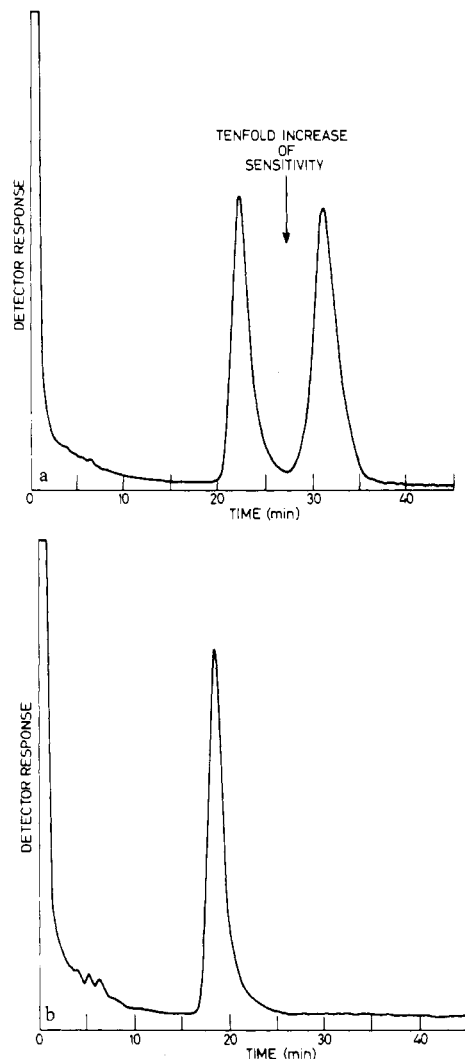 TENFOLD INCREASE
OF
SENSITIVITY
DETECTOR RESPONSE
a
0 10 20 30 40
TIME (min)
DETECTOR RESPONSE
b
0 10 20 30 40
TIME (min)